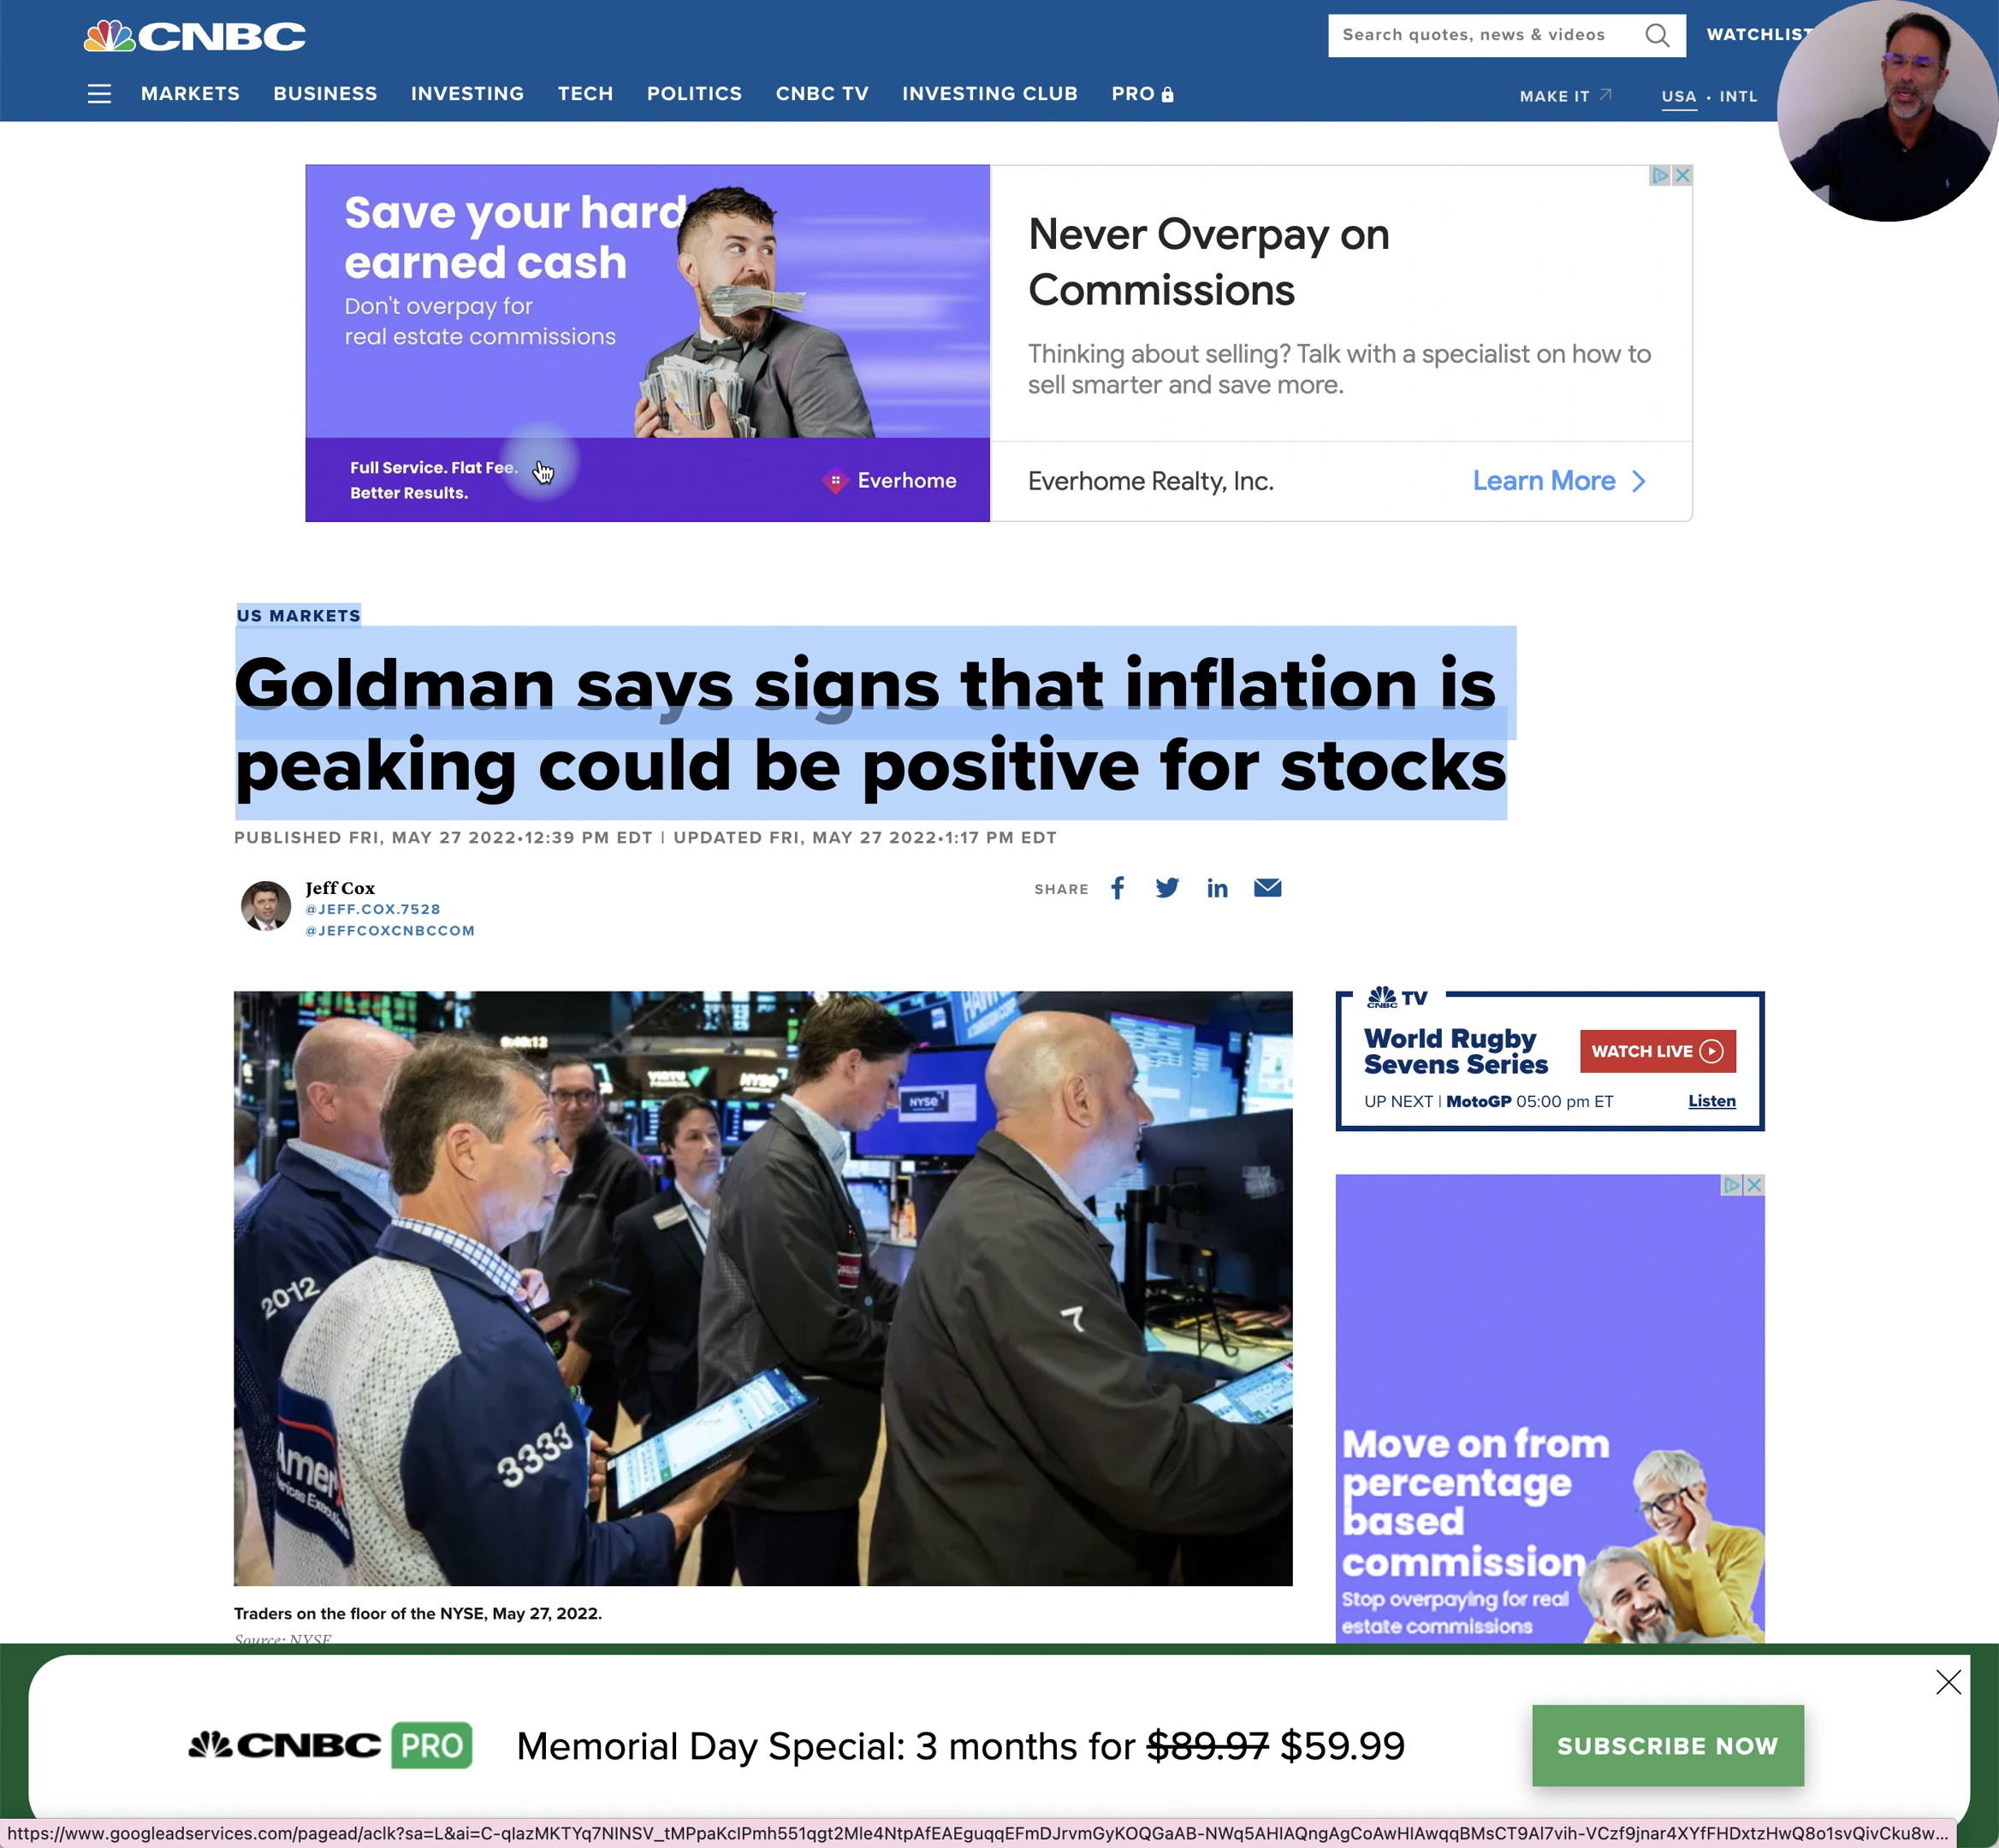 CNBC
Search quotes, news & videos
WATCHLIST
MARKETS BUSINESS INVESTING TECH POLITICS CNBC TV INVESTING CLUB PRO
MAKE IT USA • INTL
Save your hard
earned cash
Don't overpay for
real estate commissions
Full Service. Flat Fee.
Better Results.
Everhome
Never Overpay on
Commissions
Thinking about selling? Talk with a specialist on how to
sell smarter and save more.
Everhome Realty, Inc. Learn More
US MARKETS
Goldman says signs that inflation is
peaking could be positive for stocks
PUBLISHED FRI, MAY 27 2022•12:39 PM EDT | UPDATED FRI, MAY 27 2022•1:17 PM EDT
Jeff Cox
@JEFF.COX.7528
@JEFFCOXCNBCCOM
SHARE
CNBC TV
World Rugby
Sevens Series
WATCH LIVE
UP NEXT | MotoGP 05:00 pm ET Listen
NYSE
2012
3333
7
Move on from
percentage
based
commission
Stop overpaying for real
estate commissions
Traders on the floor of the NYSE, May 27, 2022.
Source: NYSE
CNBC PRO Memorial Day Special: 3 months for $89.97 $59.99 SUBSCRIBE NOW